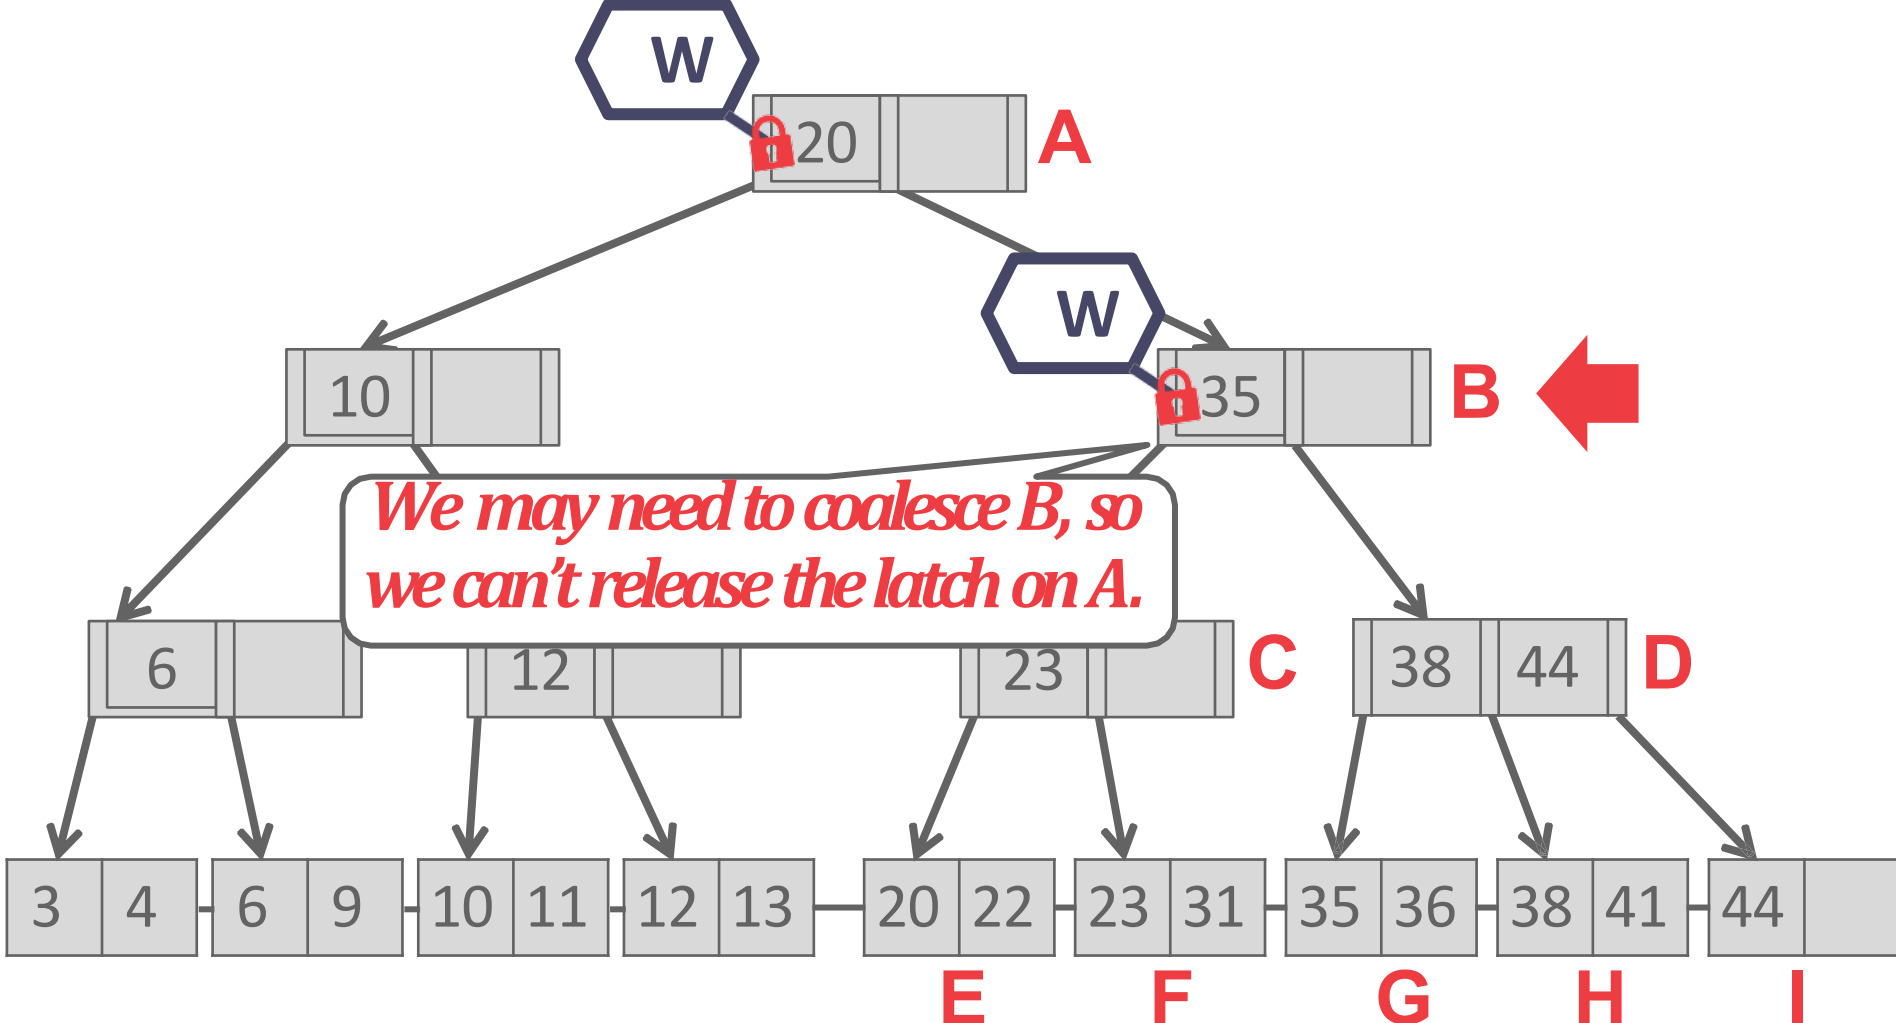 W
20
A
W
10
35
B
We may need to coalesce B, so
we can't release the latch on A.
6
12
23
C
38 44
D
3 4 6 9 10 11 12 13 20 22 23 31 35 36 38 41 44
E F G H I